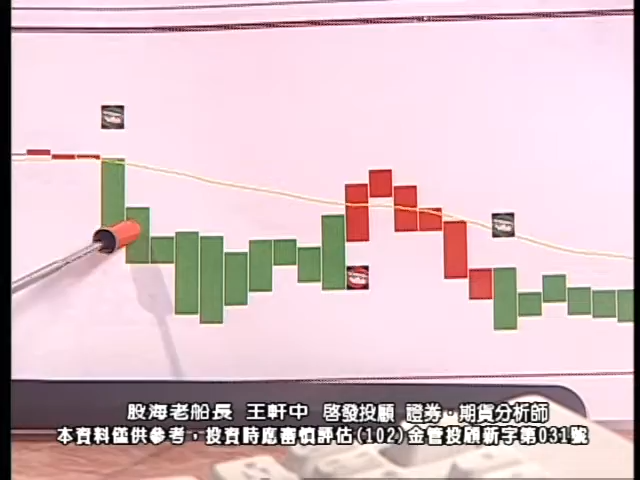 股海老船長 王軒中 啓發投顧 證券・期貨分析師
本資料僅供參考，投資時應審慎評估(102)金管投顧新字第031號